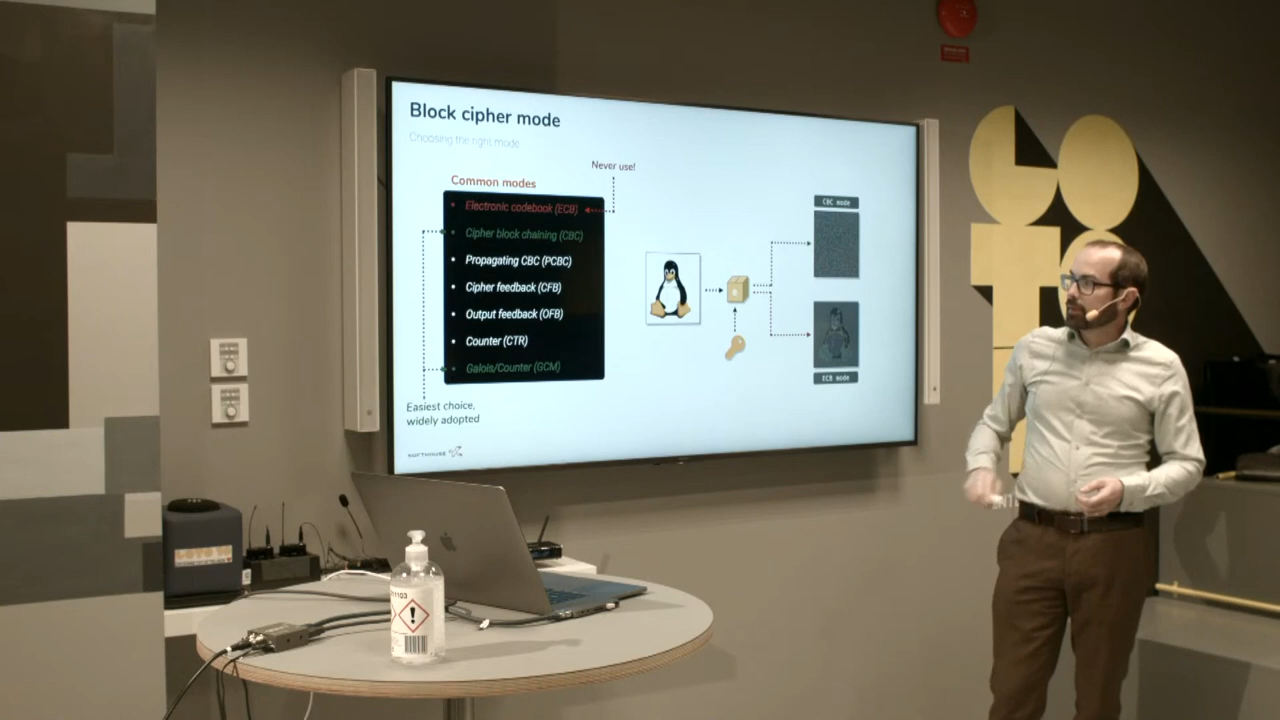 Block cipher mode
Choosing the right mode
Never use!
Common modes
• Electronic codebook (ECB)
• Cipher block chaining (CBC)
• Propagating CBC (PCBC)
• Cipher feedback (CFB)
• Output feedback (OFB)
• Counter (CTR)
• Galois/Counter (GCM)
Easiest choice,
widely adopted
CBC mode
ECB mode
SOFTHOUSE